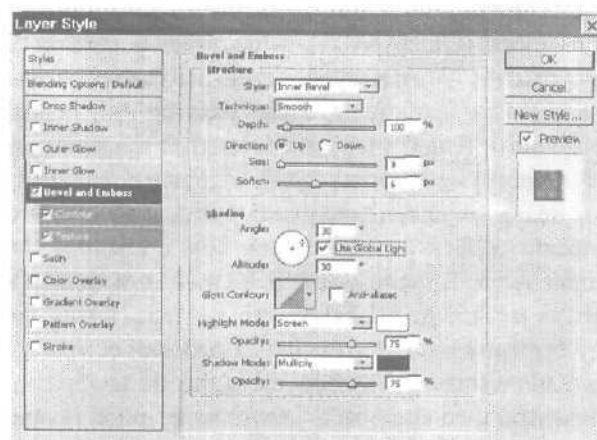 Layer Style
Styles
Blending Options: Default
Drop Shadow
Inner Shadow
Outer Glow
Inner Glow
Bevel and Emboss
Contour
Texture
Satin
Color Overlay
Gradient Overlay
Pattern Overlay
Stroke
Bevel and Emboss
Structure
Style: Inner Bevel
Technique: Smooth
Depth: 100 %
Direction: Up Down
Size: px
Soften: px
Shading
Angle: 30 °
Use Global Light
Altitude: 30 °
Gloss Contour: Anti-aliased
Highlight Mode: Screen
Opacity: 75 %
Shadow Mode: Multiply
Opacity: 75 %
OK
Cancel
New Style...
Preview